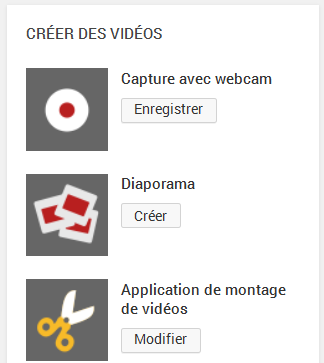 CRÉER DES VIDÉOS
Capture avec webcam
Enregistrer
Diaporama
Créer
Application de montage
de vidéos
Modifier